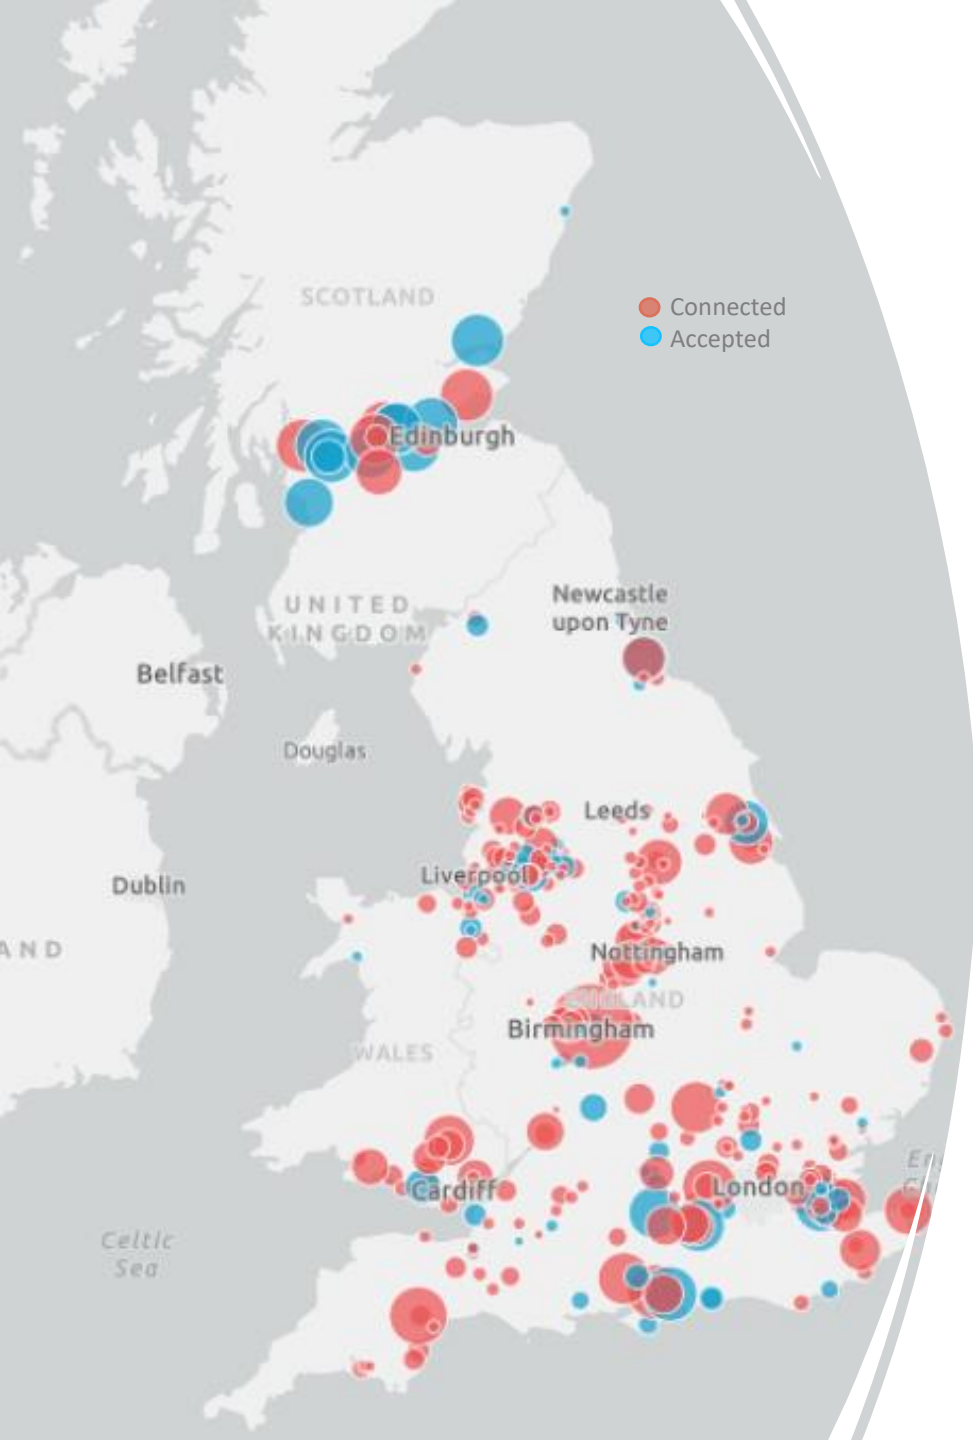 SCOTLAND
Connected
Accepted
Edinburgh
Newcastle
upon Tyne
UNITED
KINGDOM
Belfast
Douglas
Leeds
Liverpool
Dublin
AND
Nottingham
ENGLAND
Birmingham
WALES
Cardiff
London
Celtic
Sea